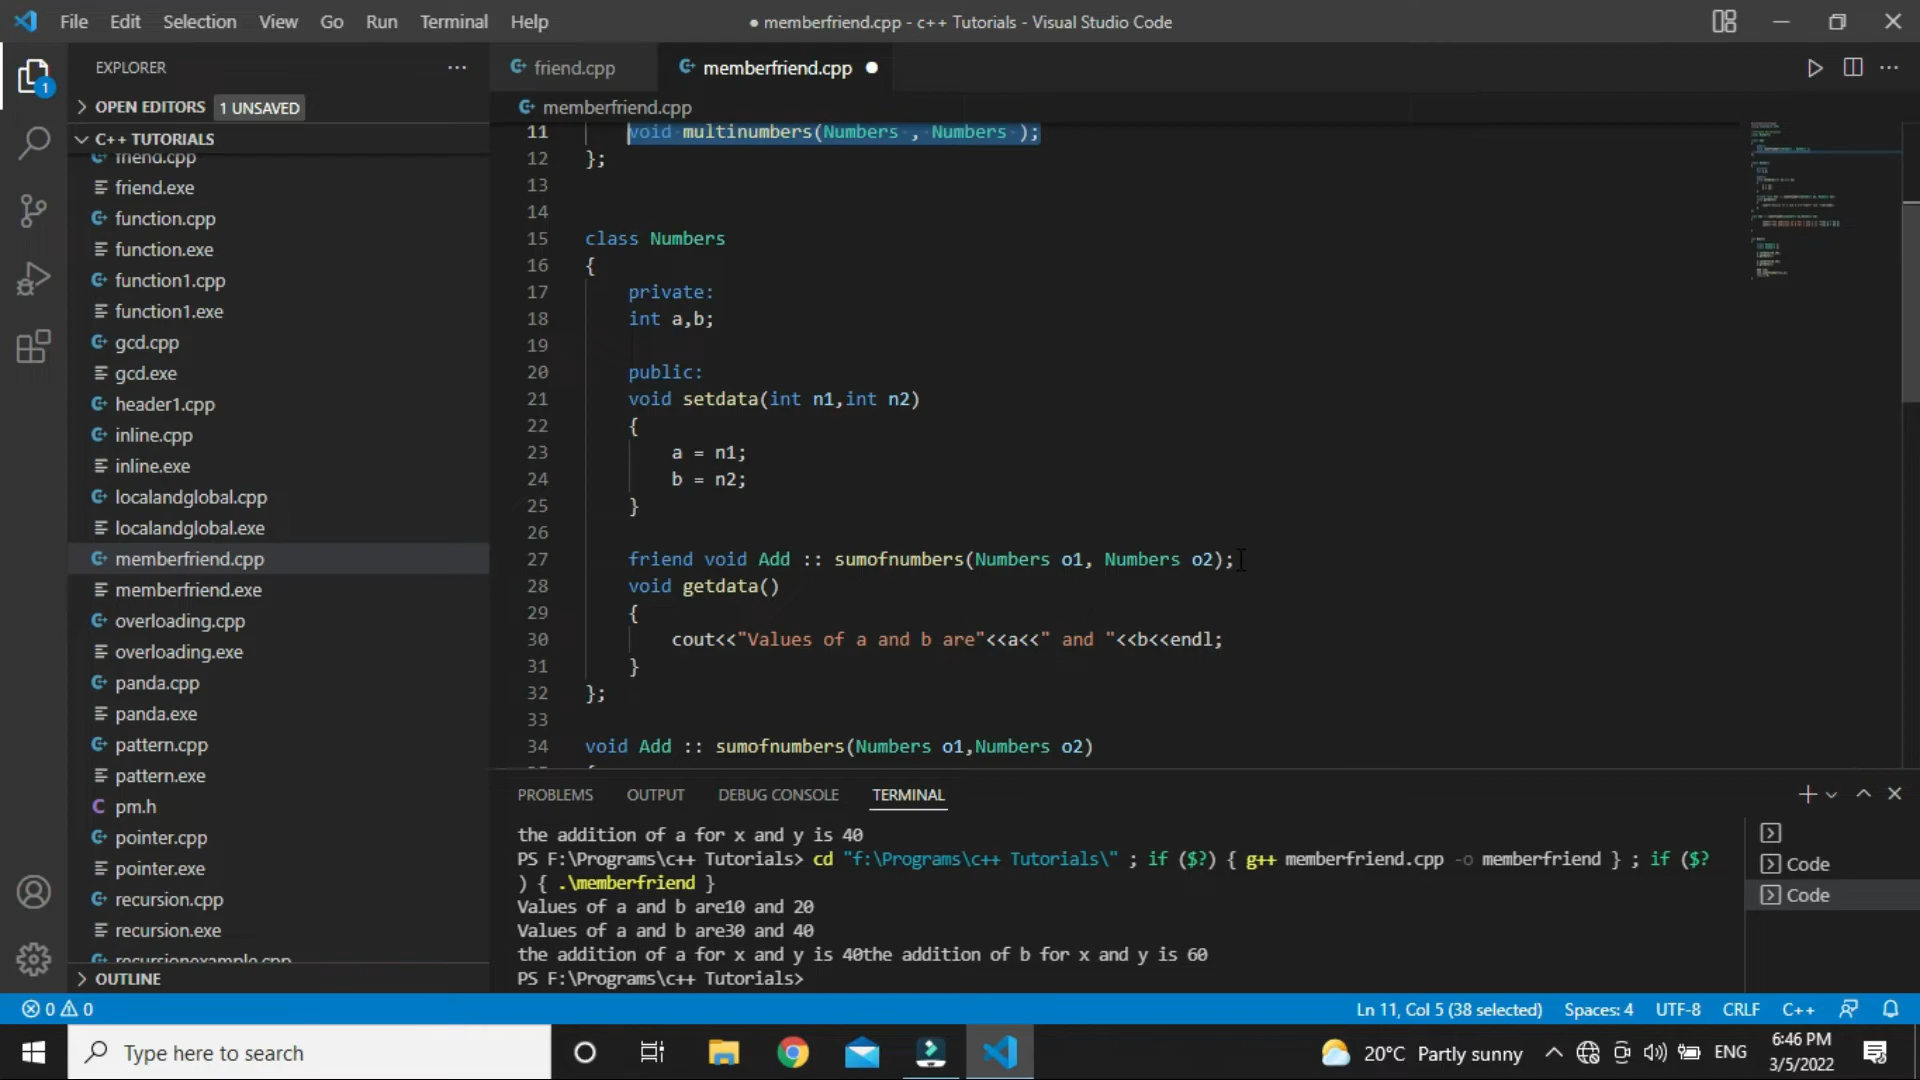 File Edit Selection View Go Run Terminal Help
● memberfriend.cpp - c++ Tutorials - Visual Studio Code
EXPLORER
OPEN EDITORS 1 UNSAVED
C++ TUTORIALS
friend.cpp
friend.exe
function.cpp
function.exe
function1.cpp
function1.exe
gcd.cpp
gcd.exe
header1.cpp
inline.cpp
inline.exe
localandglobal.cpp
localandglobal.exe
memberfriend.cpp
memberfriend.exe
overloading.cpp
overloading.exe
panda.cpp
panda.exe
pattern.cpp
pattern.exe
pm.h
pointer.cpp
pointer.exe
recursion.cpp
recursion.exe
recursionexample.cpp
OUTLINE
1
friend.cpp memberfriend.cpp
memberfriend.cpp
11 void multinumbers(Numbers , Numbers );
12 };
13
14
15 class Numbers
16 {
17 private:
18 int a,b;
19
20 public:
21 void setdata(int n1,int n2)
22 {
23 a = n1;
24 b = n2;
25 }
26
27 friend void Add :: sumofnumbers(Numbers o1, Numbers o2);
28 void getdata()
29 {
30 cout<<"Values of a and b are"<<a<<" and "<<b<<endl;
31 }
32 };
33
34 void Add :: sumofnumbers(Numbers o1,Numbers o2)
PROBLEMS OUTPUT DEBUG CONSOLE TERMINAL
the addition of a for x and y is 40
PS F:\Programs\c++ Tutorials> cd "f:\Programs\c++ Tutorials\" ; if ($?) { g++ memberfriend.cpp -o memberfriend } ; if ($?
) { .\memberfriend }
Values of a and b are10 and 20
Values of a and b are30 and 40
the addition of a for x and y is 40the addition of b for x and y is 60
PS F:\Programs\c++ Tutorials>
Code
Code
0 0
Ln 11, Col 5 (38 selected) Spaces: 4 UTF-8 CRLF C++
Type here to search
20°C Partly sunny
ENG
6:46 PM
3/5/2022